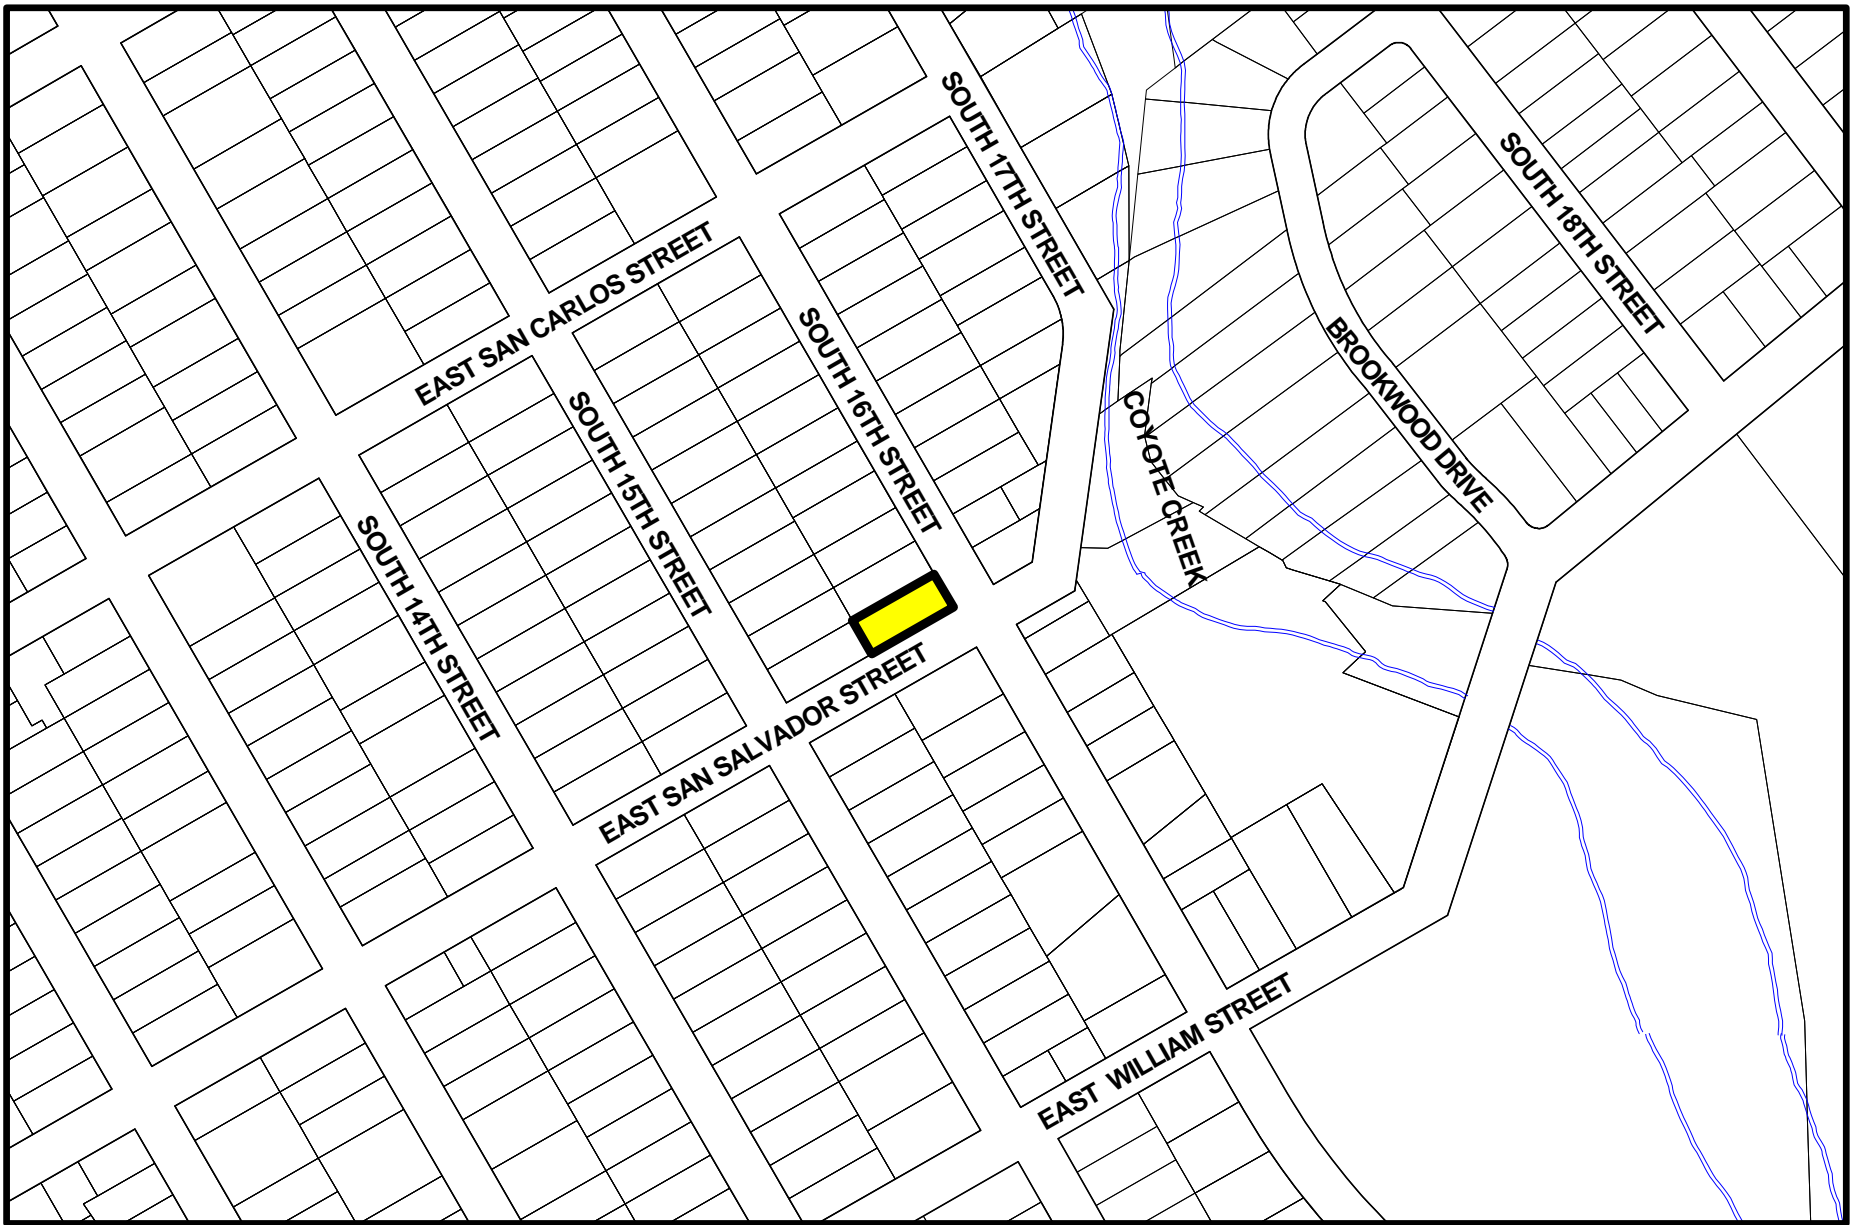 SOUTH 17TH STREET
SOUTH 18TH STREET
EAST SAN CARLOS STREET
SOUTH 16TH STREET
BROOKWOOD DRIVE
SOUTH 15TH STREET
COYOTE CREEK
SOUTH 14TH STREET
EAST SAN SALVADOR STREET
EAST WILLIAM STREET